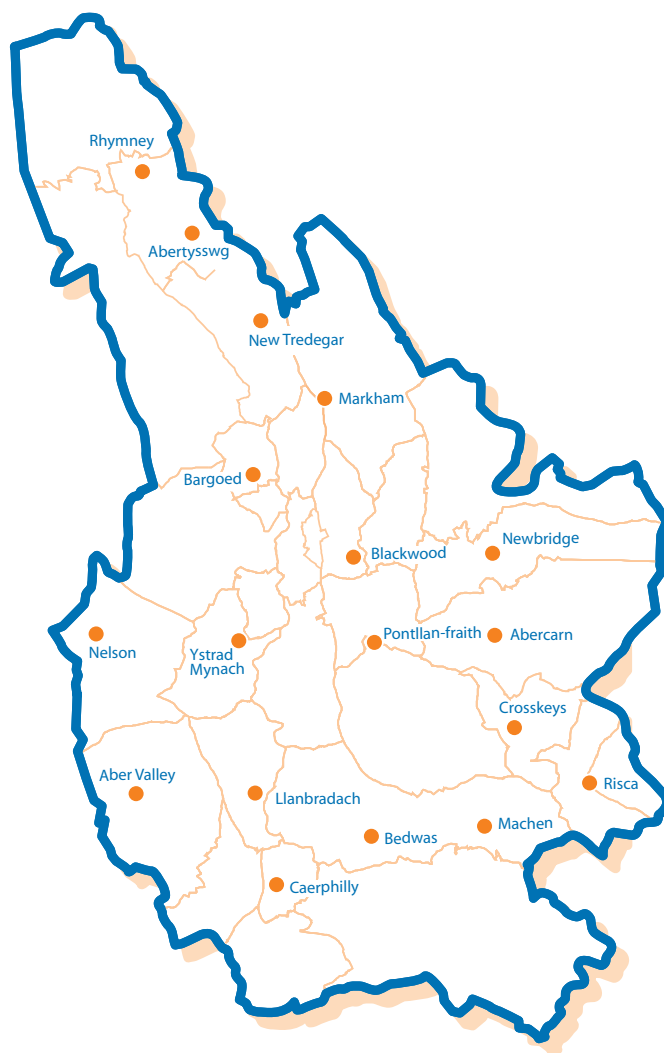 Rhymney
Abertysswg
New Tredegar
Markham
Bargoed
Blackwood
Newbridge
Nelson
Ystrad
Mynach
Pontllan-fraith
Abercarn
Crosskeys
Aber Valley
Llanbradach
Risca
Bedwas
Machen
Caerphilly